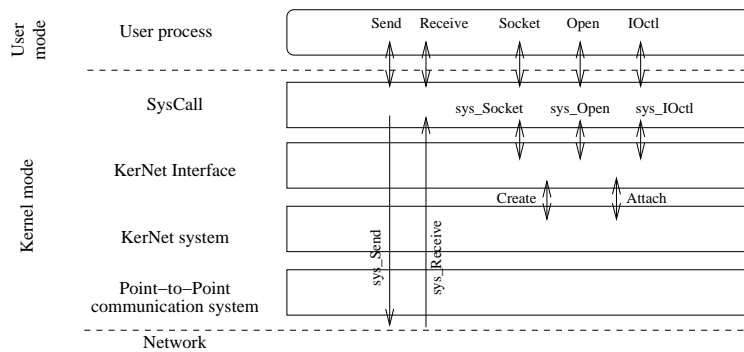 User
mode
User process
Send Receive Socket Open IOctl
SysCall
sys_Socket sys_Open sys_IOctl
Kernel mode
KerNet Interface
Create Attach
KerNet system
sys_Send
sys_Receive
Point−to−Point
communication system
Network